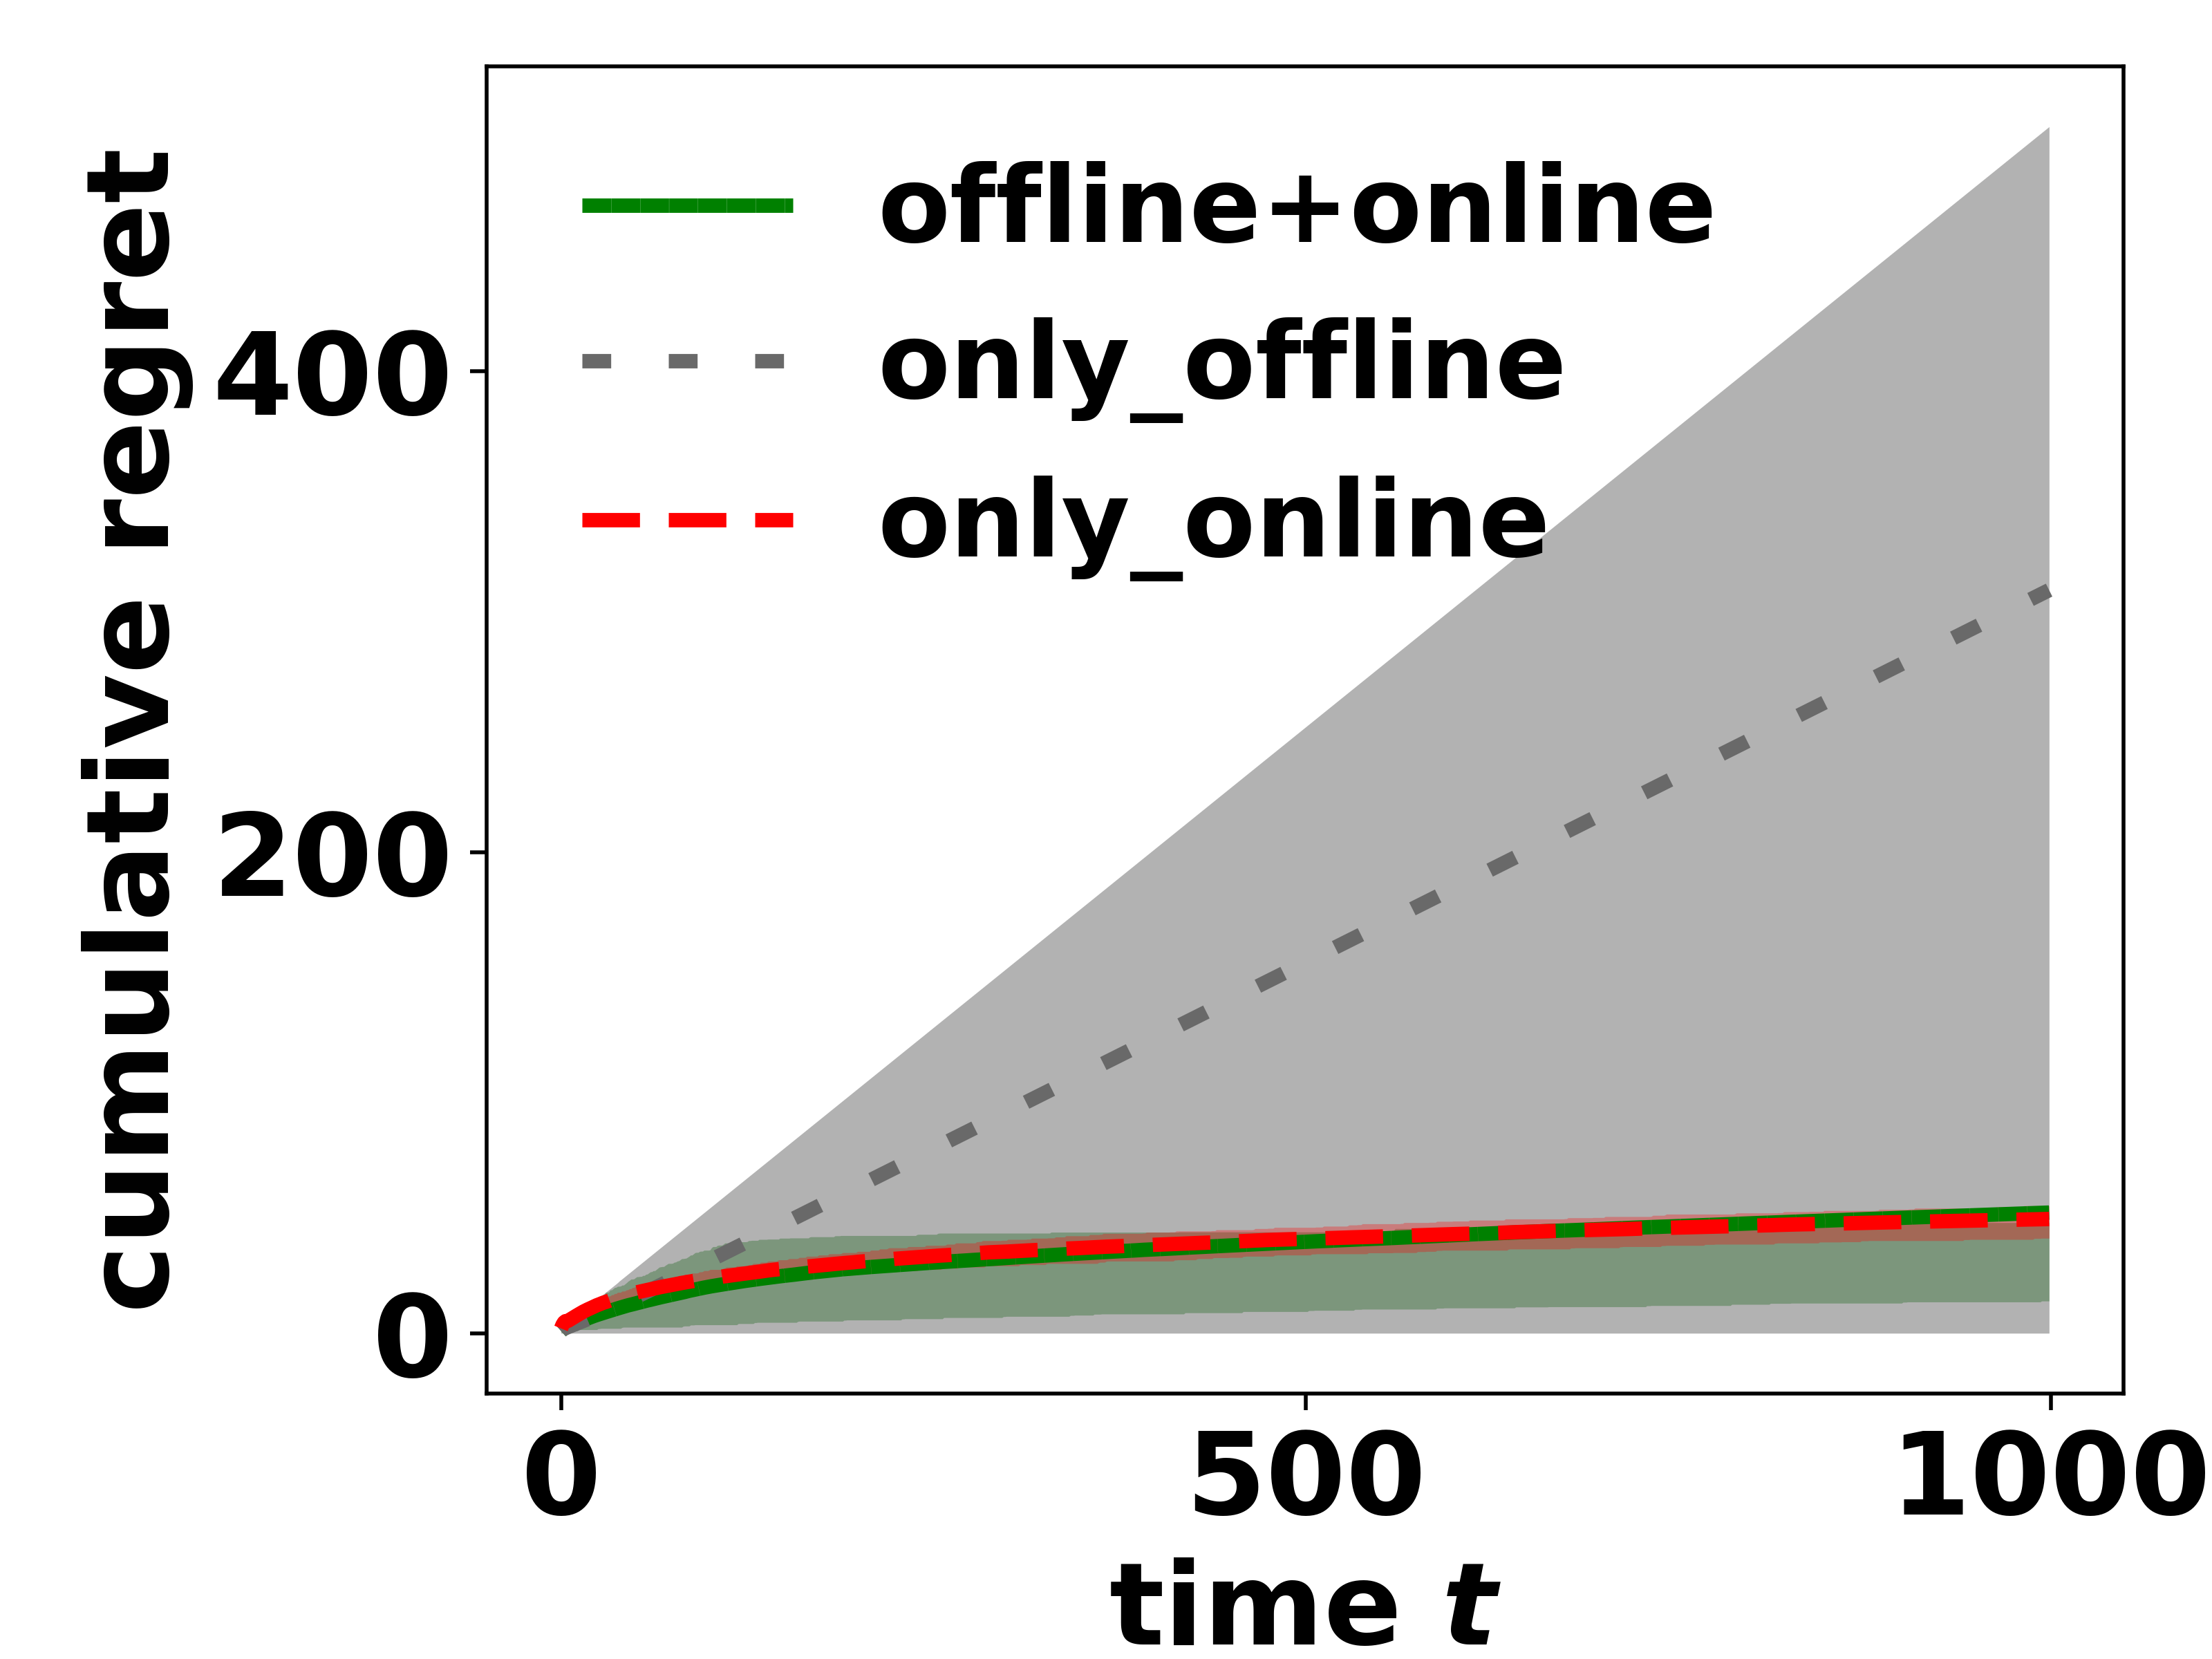 cumulative regret
400
200
0
offline+online
only_offline
only_online
0 500 1000
time t